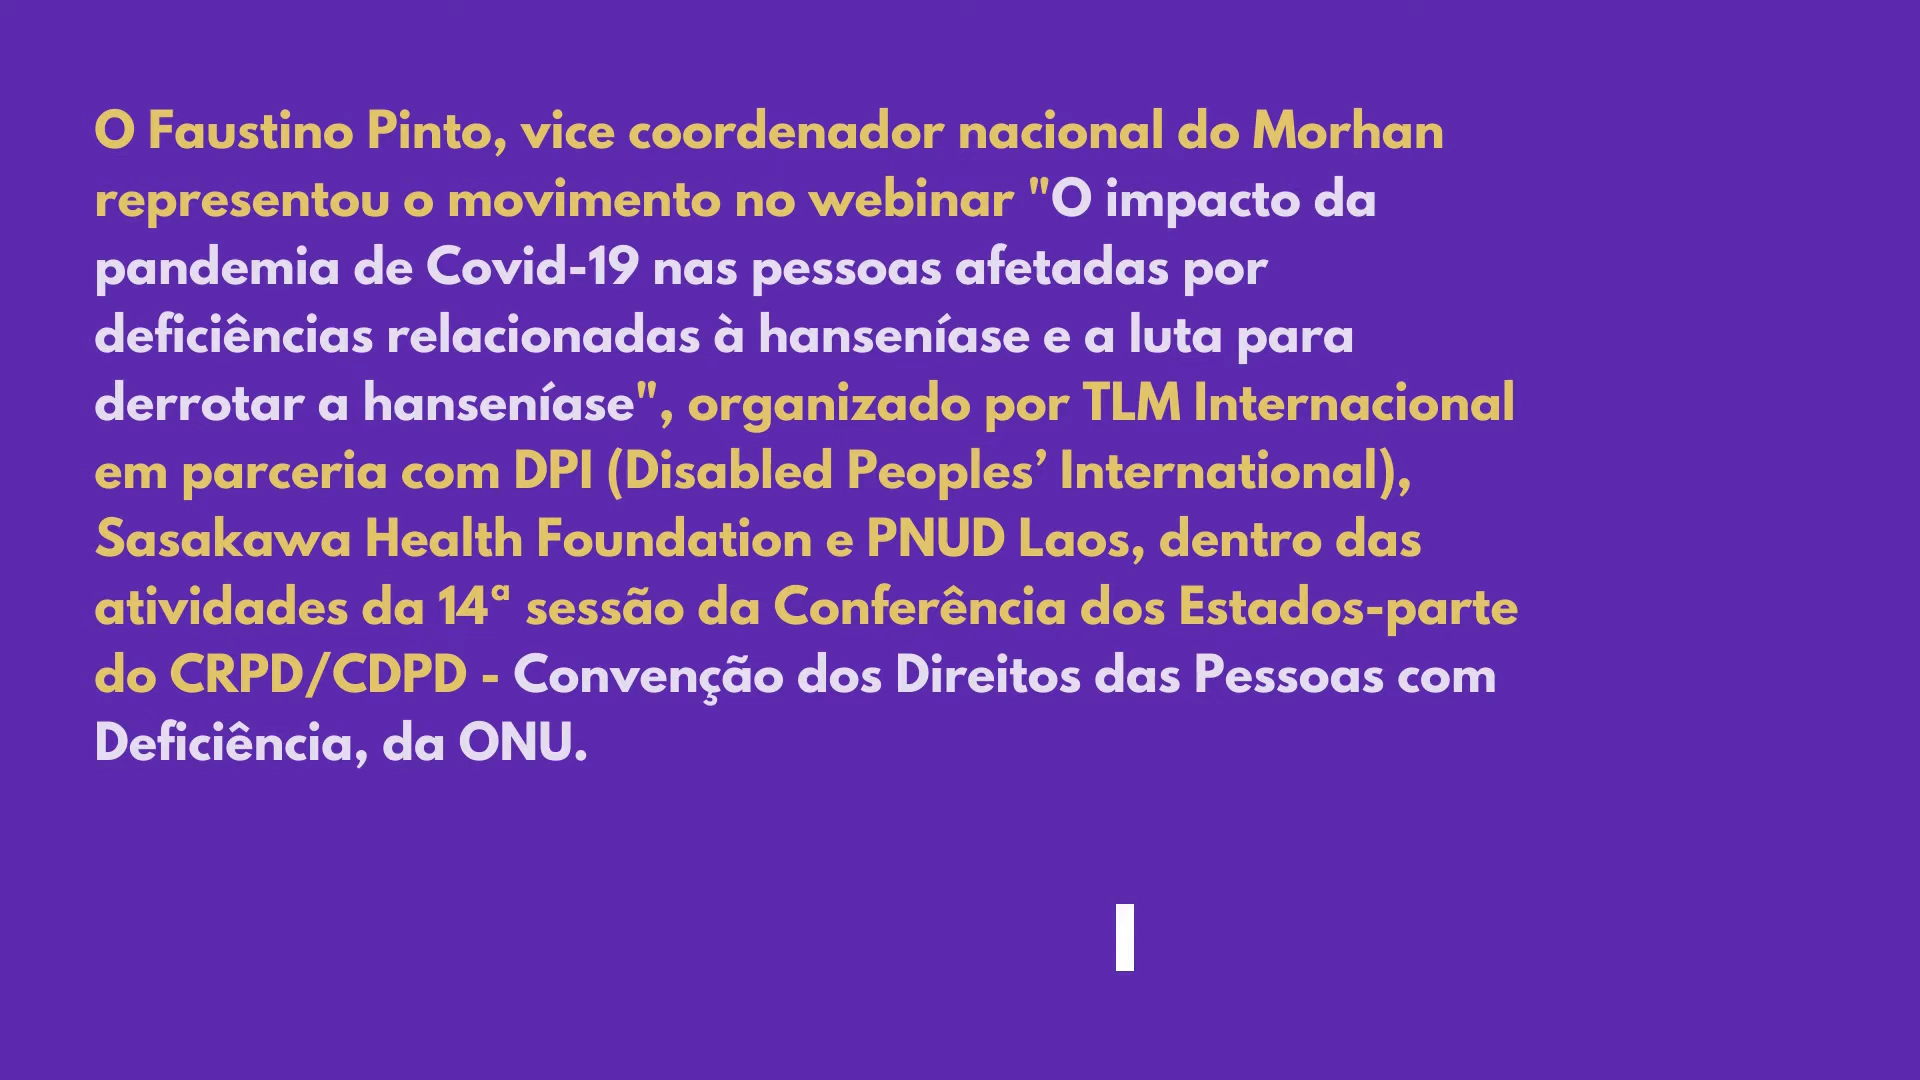 O Faustino Pinto, vice coordenador nacional do Morhan
representou o movimento no webinar "O impacto da
pandemia de Covid-19 nas pessoas afetadas por
deficiências relacionadas à hanseníase e a luta para
derrotar a hanseníase", organizado por TLM Internacional
em parceria com DPI (Disabled Peoples’ International),
Sasakawa Health Foundation e PNUD Laos, dentro das
atividades da 14ª sessão da Conferência dos Estados-parte
do CRPD/CDPD - Convenção dos Direitos das Pessoas com
Deficiência, da ONU.